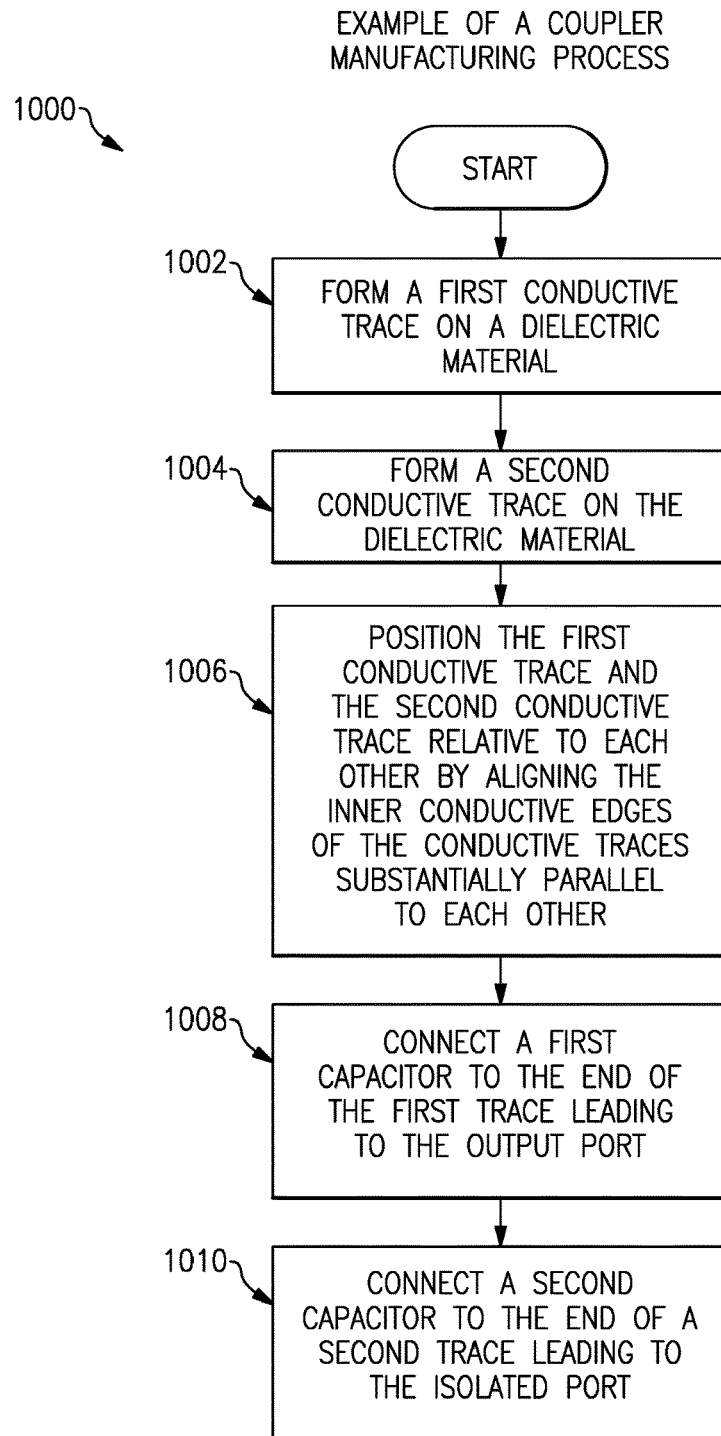 EXAMPLE OF A COUPLER
MANUFACTURING PROCESS
1000
START
1002
FORM A FIRST CONDUCTIVE
TRACE ON A DIELECTRIC
MATERIAL
1004
FORM A SECOND
CONDUCTIVE TRACE ON THE
DIELECTRIC MATERIAL
1006
POSITION THE FIRST
CONDUCTIVE TRACE AND
THE SECOND CONDUCTIVE
TRACE RELATIVE TO EACH
OTHER BY ALIGNING THE
INNER CONDUCTIVE EDGES
OF THE CONDUCTIVE TRACES
SUBSTANTIALLY PARALLEL
TO EACH OTHER
1008
CONNECT A FIRST
CAPACITOR TO THE END OF
THE FIRST TRACE LEADING
TO THE OUTPUT PORT
1010
CONNECT A SECOND
CAPACITOR TO THE END OF A
SECOND TRACE LEADING TO
THE ISOLATED PORT